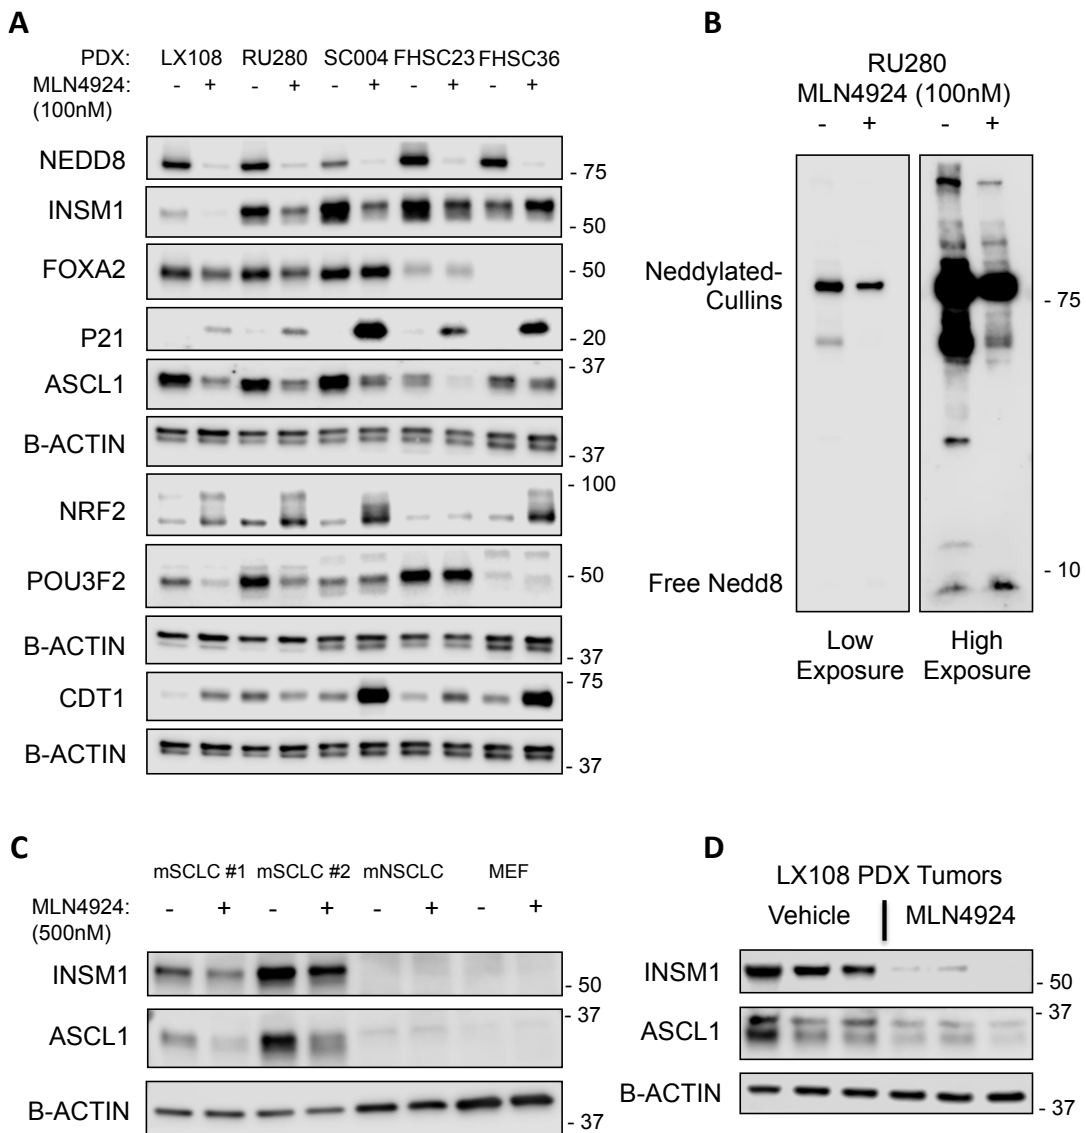 A
PDX: LX108 RU280 SC004 FHSC23 FHSC36
MLN4924: - + - + - + - + - +
(100nM)
NEDD8
- 75
INSM1
- 50
FOXA2
- 50
P21
- 20
ASCL1
- 37
B-ACTIN
- 37
NRF2
- 100
POU3F2
- 50
B-ACTIN
- 37
CDT1
- 75
B-ACTIN
- 37
B
RU280
MLN4924 (100nM)
- + - +
Neddylated-
Cullins
- 75
Free Nedd8
- 10
Low
Exposure
High
Exposure
C
mSCLC #1 mSCLC #2 mNSCLC MEF
MLN4924: - + - + - + - +
(500nM)
INSM1
- 50
ASCL1
- 37
B-ACTIN
- 37
D
LX108 PDX Tumors
Vehicle MLN4924
INSM1
- 50
ASCL1
- 37
B-ACTIN
- 37